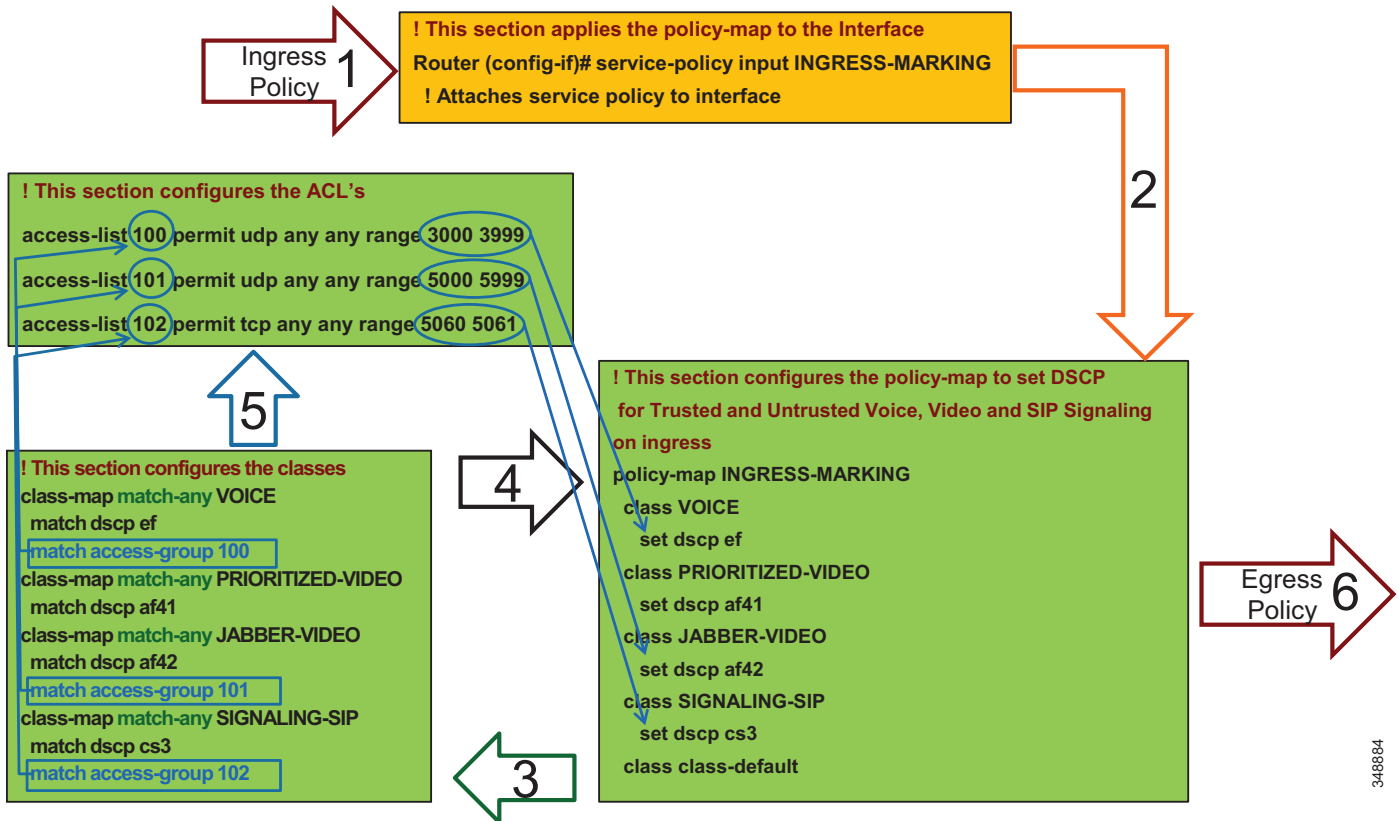 Ingress
Policy
1
! This section applies the policy-map to the Interface
Router (config-if)# service-policy input INGRESS-MARKING
! Attaches service policy to interface
2
! This section configures the ACL's
access-list 100 permit udp any any range 3000 3999
access-list 101 permit udp any any range 5000 5999
access-list 102 permit tcp any any range 5060 5061
5
! This section configures the classes
class-map match-any VOICE
match dscp ef
match access-group 100
class-map match-any PRIORITIZED-VIDEO
match dscp af41
class-map match-any JABBER-VIDEO
match dscp af42
match access-group 101
class-map match-any SIGNALING-SIP
match dscp cs3
match access-group 102
4
3
! This section configures the policy-map to set DSCP
for Trusted and Untrusted Voice, Video and SIP Signaling
on ingress
policy-map INGRESS-MARKING
class VOICE
set dscp ef
class PRIORITIZED-VIDEO
set dscp af41
class JABBER-VIDEO
set dscp af42
class SIGNALING-SIP
set dscp cs3
class class-default
Egress
Policy
6
348884